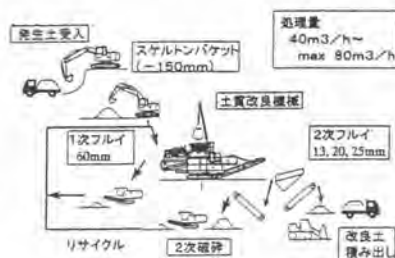 発生土受入
処理量
40m3/h~
max 80m3/h
スケルトンバケット
(-150mm)
土質改良機械
1次フルイ
60mm
2次フルイ
13, 20, 25mm
リサイクル
2次破砕
改良土
積み出し